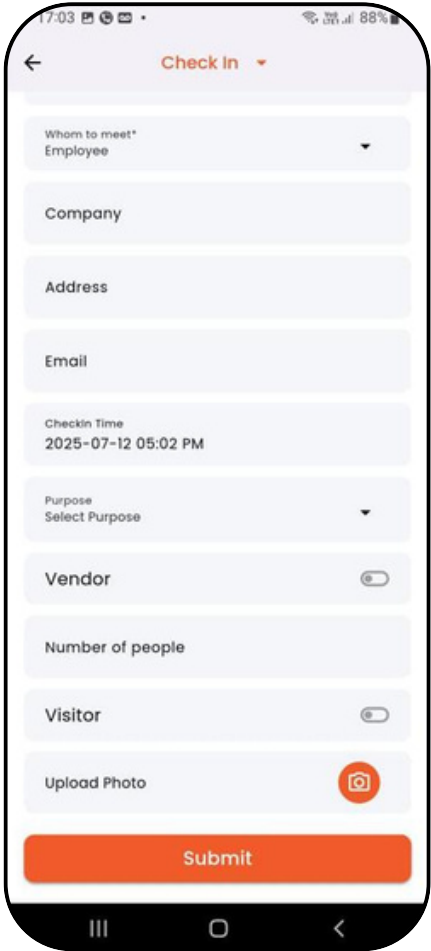 17:03 88%
Check In
Whom to meet*
Employee
Company
Address
Email
CheckIn Time
2025-07-12 05:02 PM
Purpose
Select Purpose
Vendor
Number of people
Visitor
Upload Photo
Submit